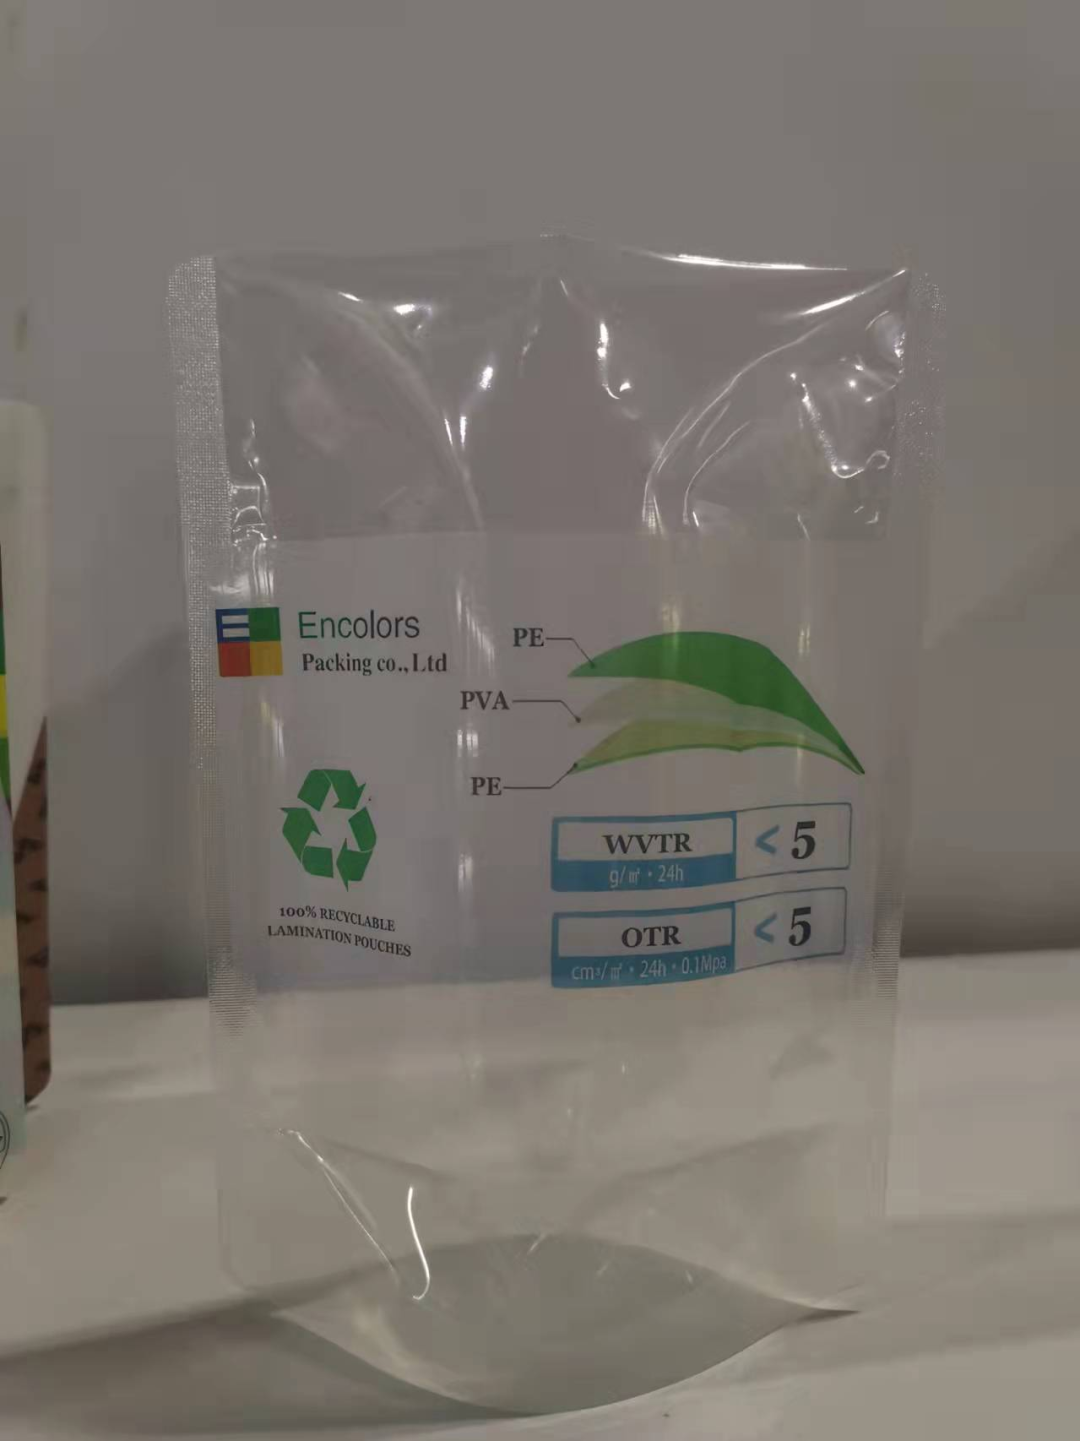 Encolors
Packing co.,Ltd
PE
PVA
PE
100% RECYCLABLE
LAMINATION POUCHES
WVTR
g/㎡・24h
< 5
OTR
cm³/㎡・24h・0.1Mpa
< 5